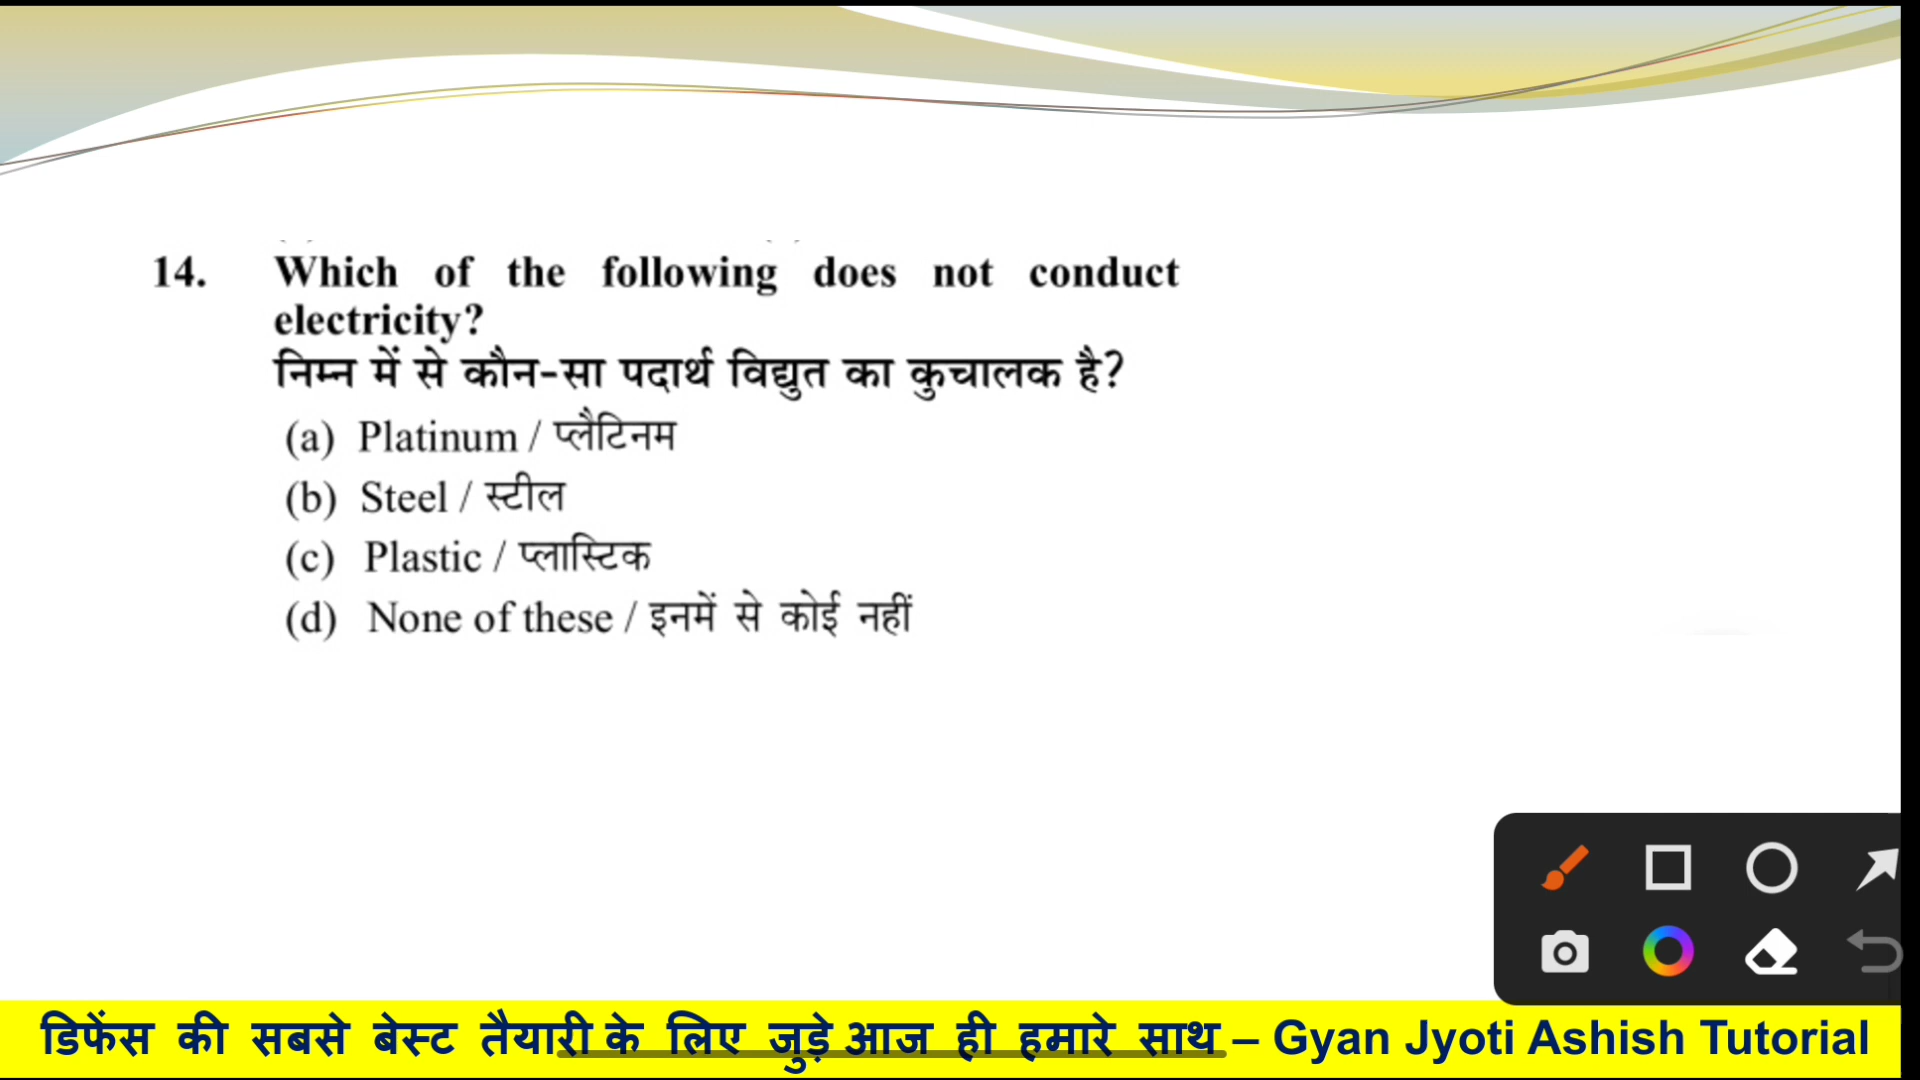 14. Which of the following does not conduct
electricity?
निम्न में से कौन-सा पदार्थ विद्युत का कुचालक है?
(a) Platinum / प्लैटिनम
(b) Steel / स्टील
(c) Plastic / प्लास्टिक
(d) None of these / इनमें से कोई नहीं
डिफेंस की सबसे बेस्ट तैयारी के लिए जुड़े आज ही हमारे साथ – Gyan Jyoti Ashish Tutorial